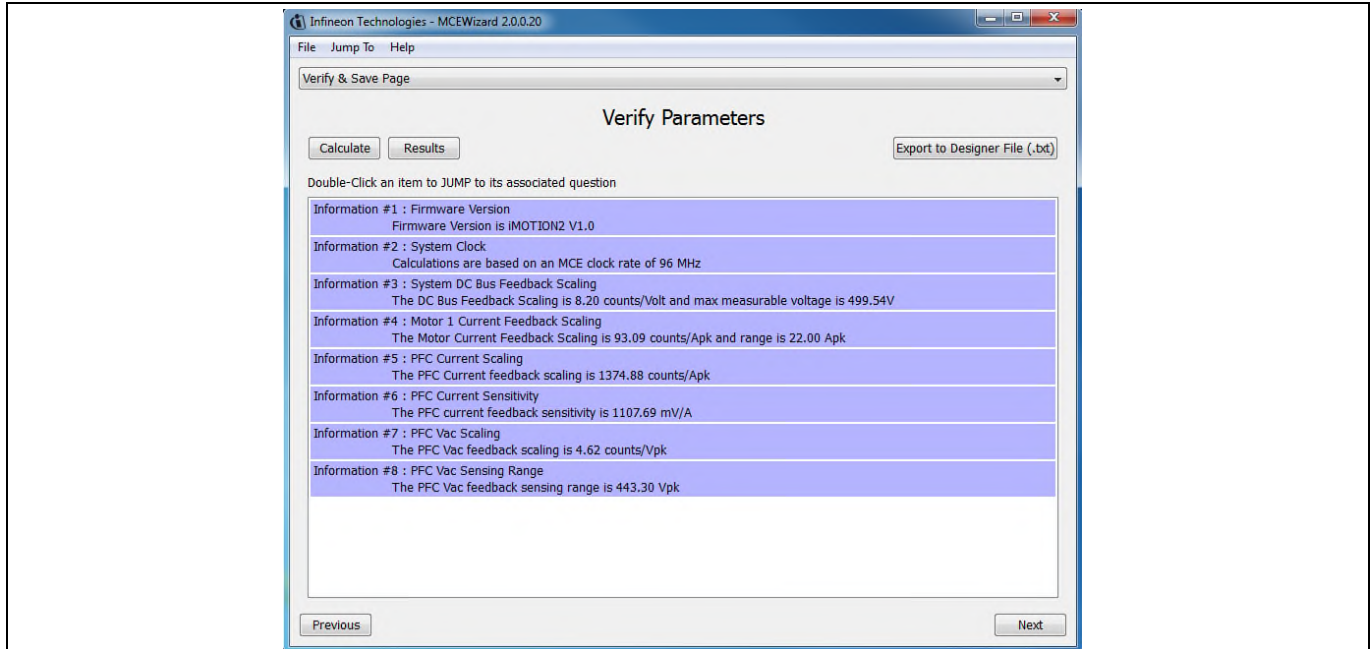 Infineon Technologies - MCEWizard 2.0.0.20
File Jump To Help
Verify & Save Page
Verify Parameters
Calculate Results Export to Designer File (.txt)
Double-Click an item to JUMP to its associated question
Information #1 : Firmware Version
Firmware Version is iMOTION2 V1.0
Information #2 : System Clock
Calculations are based on an MCE clock rate of 96 MHz
Information #3 : System DC Bus Feedback Scaling
The DC Bus Feedback Scaling is 8.20 counts/Volt and max measurable voltage is 499.54V
Information #4 : Motor 1 Current Feedback Scaling
The Motor Current Feedback Scaling is 93.09 counts/Apk and range is 22.00 Apk
Information #5 : PFC Current Scaling
The PFC Current feedback scaling is 1374.88 counts/Apk
Information #6 : PFC Current Sensitivity
The PFC current feedback sensitivity is 1107.69 mV/A
Information #7 : PFC Vac Scaling
The PFC Vac feedback scaling is 4.62 counts/Vpk
Information #8 : PFC Vac Sensing Range
The PFC Vac feedback sensing range is 443.30 Vpk
Previous Next